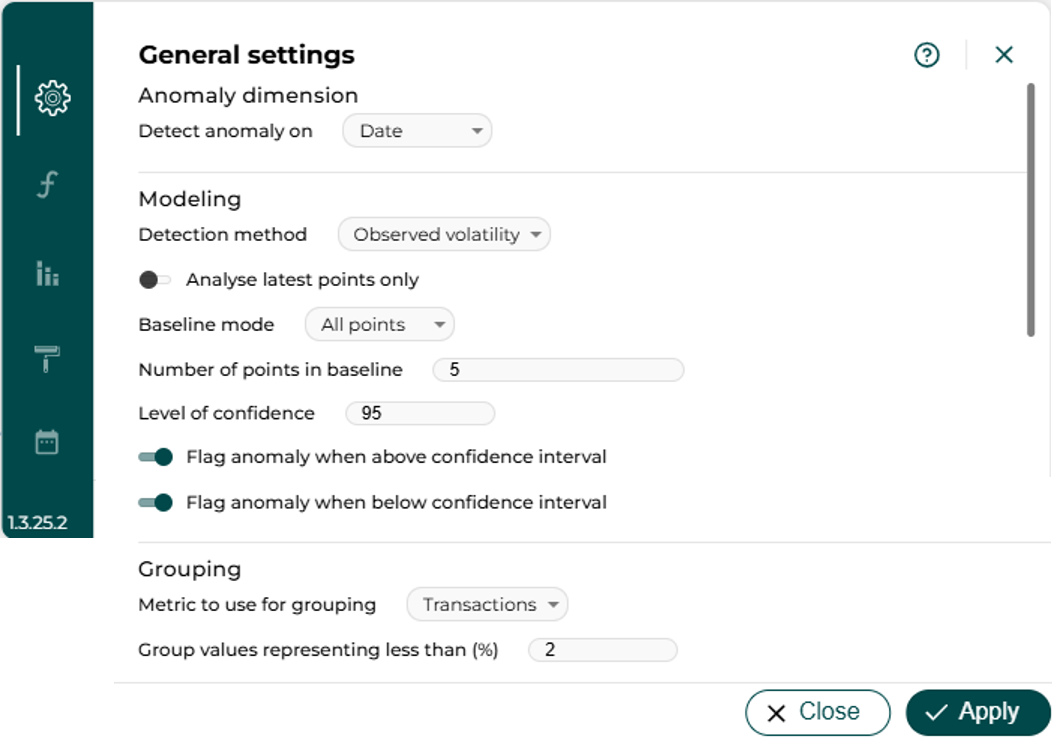 General settings
Anomaly dimension
Detect anomaly on Date
Modeling
Detection method Observed volatility
Analyse latest points only
Baseline mode All points
Number of points in baseline 5
Level of confidence 95
Flag anomaly when above confidence interval
Flag anomaly when below confidence interval
1.3.25.2
Grouping
Metric to use for grouping Transactions
Group values representing less than (%) 2
Close Apply